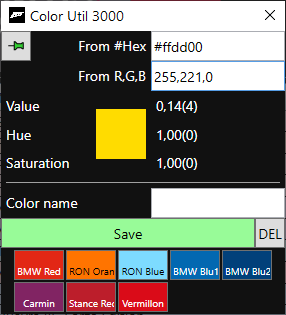 Color Util 3000
From #Hex #ffdd00
From R,G,B 255,221,0
Value 0,14(4)
Hue 1,00(0)
Saturation 1,00(0)
Color name
Save DEL
BMW Red RON Oran RON Blue BMW Blu1 BMW Blu2
Carmin Stance Red Vermillon